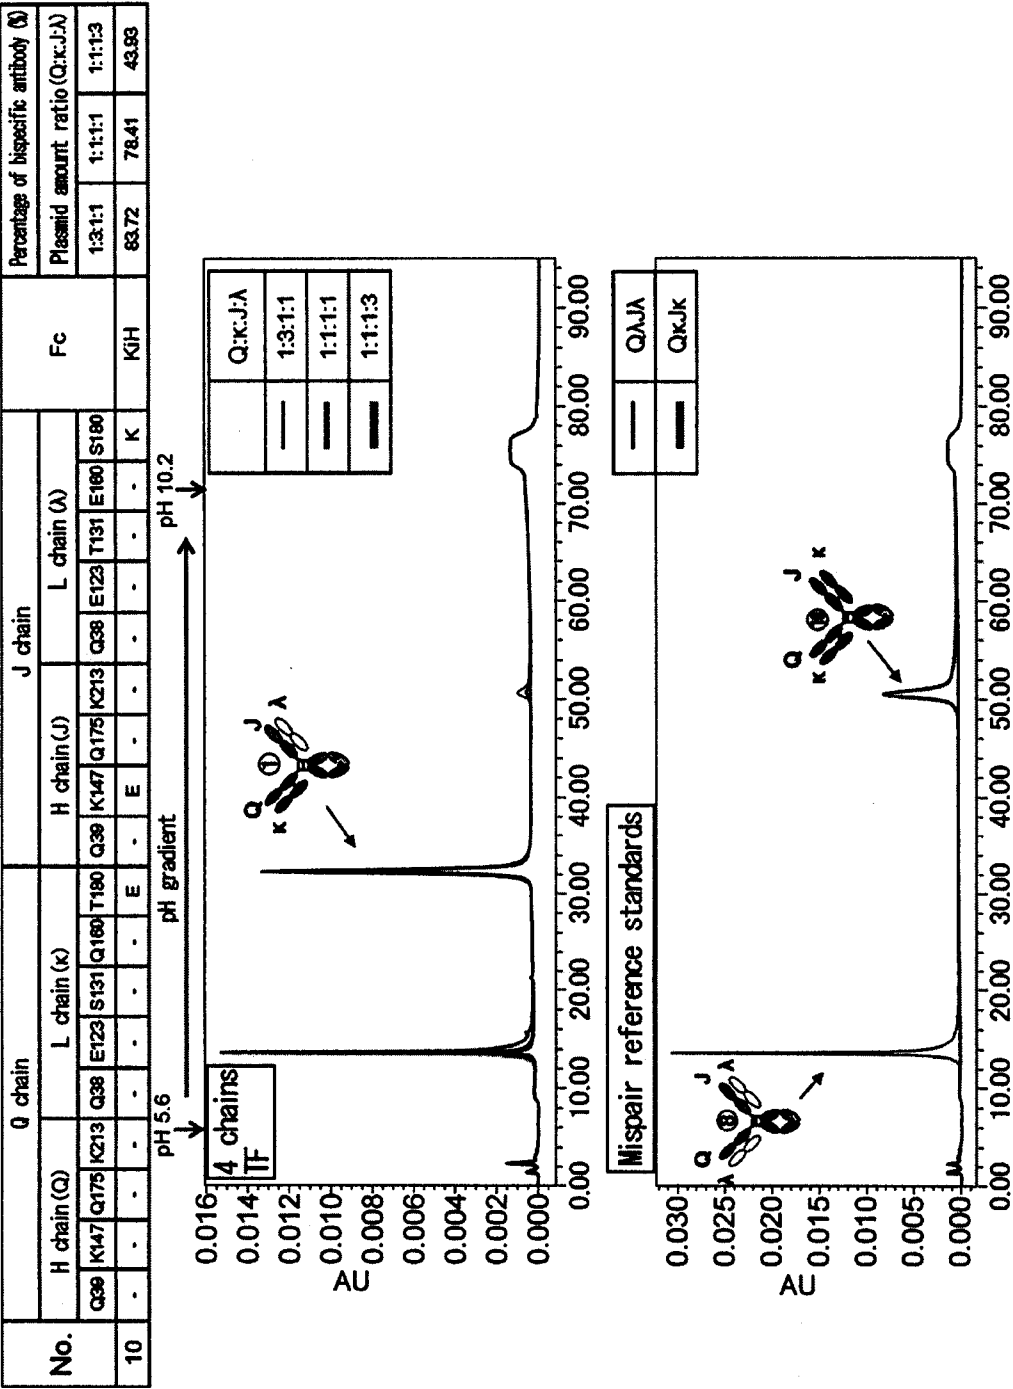 No. Q chain J chain Fc Percentage of bispecific antibody (%)
H chain (Q) L chain (κ) H chain (J) L chain (λ) Plasmid amount ratio (Q:κ:J:λ)
Q39 K147 Q175 K213 Q38 E123 S131 Q160 T180 Q39 K147 Q175 K213 Q38 E123 T131 E160 S180 1:3:1:1 1:1:1:1 1:1:1:3
10 - - - - - - - - E - E - - - - - - K KiH 83.72 78.41 43.93
pH 5.6 pH gradient pH 10.2
4 chains
TF
Q:κ:J:λ
1:3:1:1
1:1:1:1
1:1:1:3
Q J
κ ① λ
AU
0.016
0.014
0.012
0.010
0.008
0.006
0.004
0.002
0.000
0.00 10.00 20.00 30.00 40.00 50.00 60.00 70.00 80.00 90.00
Mispair reference standards
QλJλ
QκJκ
Q J
λ ⑧ λ
Q J
κ κ
AU
0.030
0.025
0.020
0.015
0.010
0.005
0.000
0.00 10.00 20.00 30.00 40.00 50.00 60.00 70.00 80.00 90.00